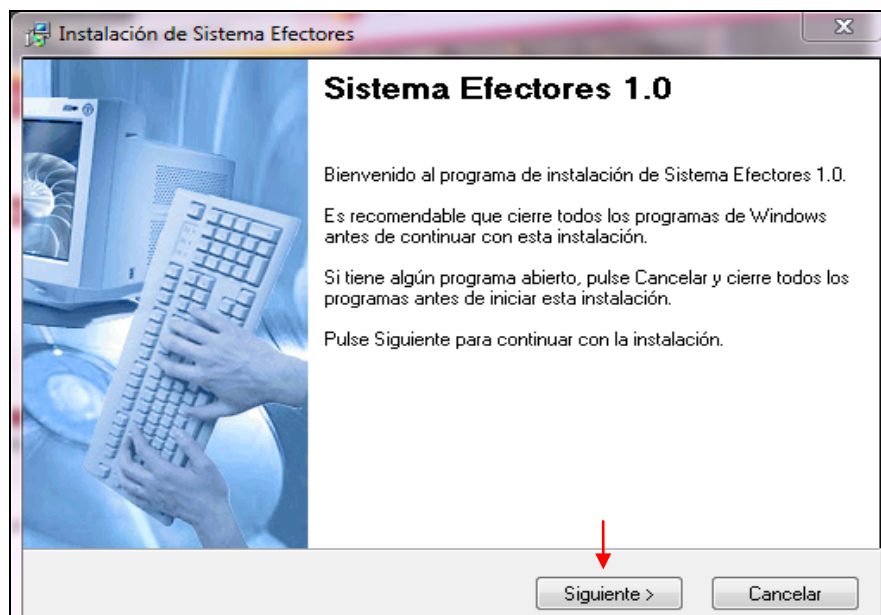 Instalación de Sistema Efectores
Sistema Efectores 1.0
Bienvenido al programa de instalación de Sistema Efectores 1.0.
Es recomendable que cierre todos los programas de Windows
antes de continuar con esta instalación.
Si tiene algún programa abierto, pulse Cancelar y cierre todos los
programas antes de iniciar esta instalación.
Pulse Siguiente para continuar con la instalación.
Siguiente >
Cancelar